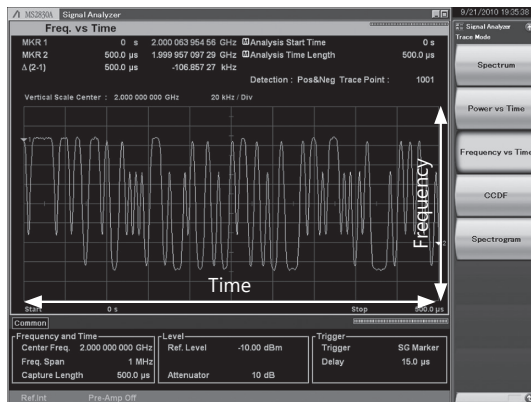 MS2830A Signal Analyzer
9/21/2010 19:35:38
Freq. vs Time
Signal Analyzer
Trace Mode
MKR 1 0 s 2.000 063 954 56 GHz Analysis Start Time 0 s
MKR 2 500.0 µs 1.999 957 097 29 GHz Analysis Time Length 500.0 µs
Δ (2-1) 500.0 µs -106.857 27 kHz
Detection : Pos&Neg Trace Point : 1001
Vertical Scale Center : 2.000 000 000 GHz 20 kHz / Div
Spectrum
Power vs Time
Frequency vs Time
CCDF
Spectrogram
Frequency
1
2
Time
Start 0 s Stop 500.0 µs
Common
Frequency and Time Level Trigger
Center Freq. 2.000 000 000 GHz Ref. Level -10.00 dBm Trigger SG Marker
Freq. Span 1 MHz Delay 15.0 µs
Capture Length 500.0 µs Attenuator 10 dB
Ref.Int Pre-Amp Off